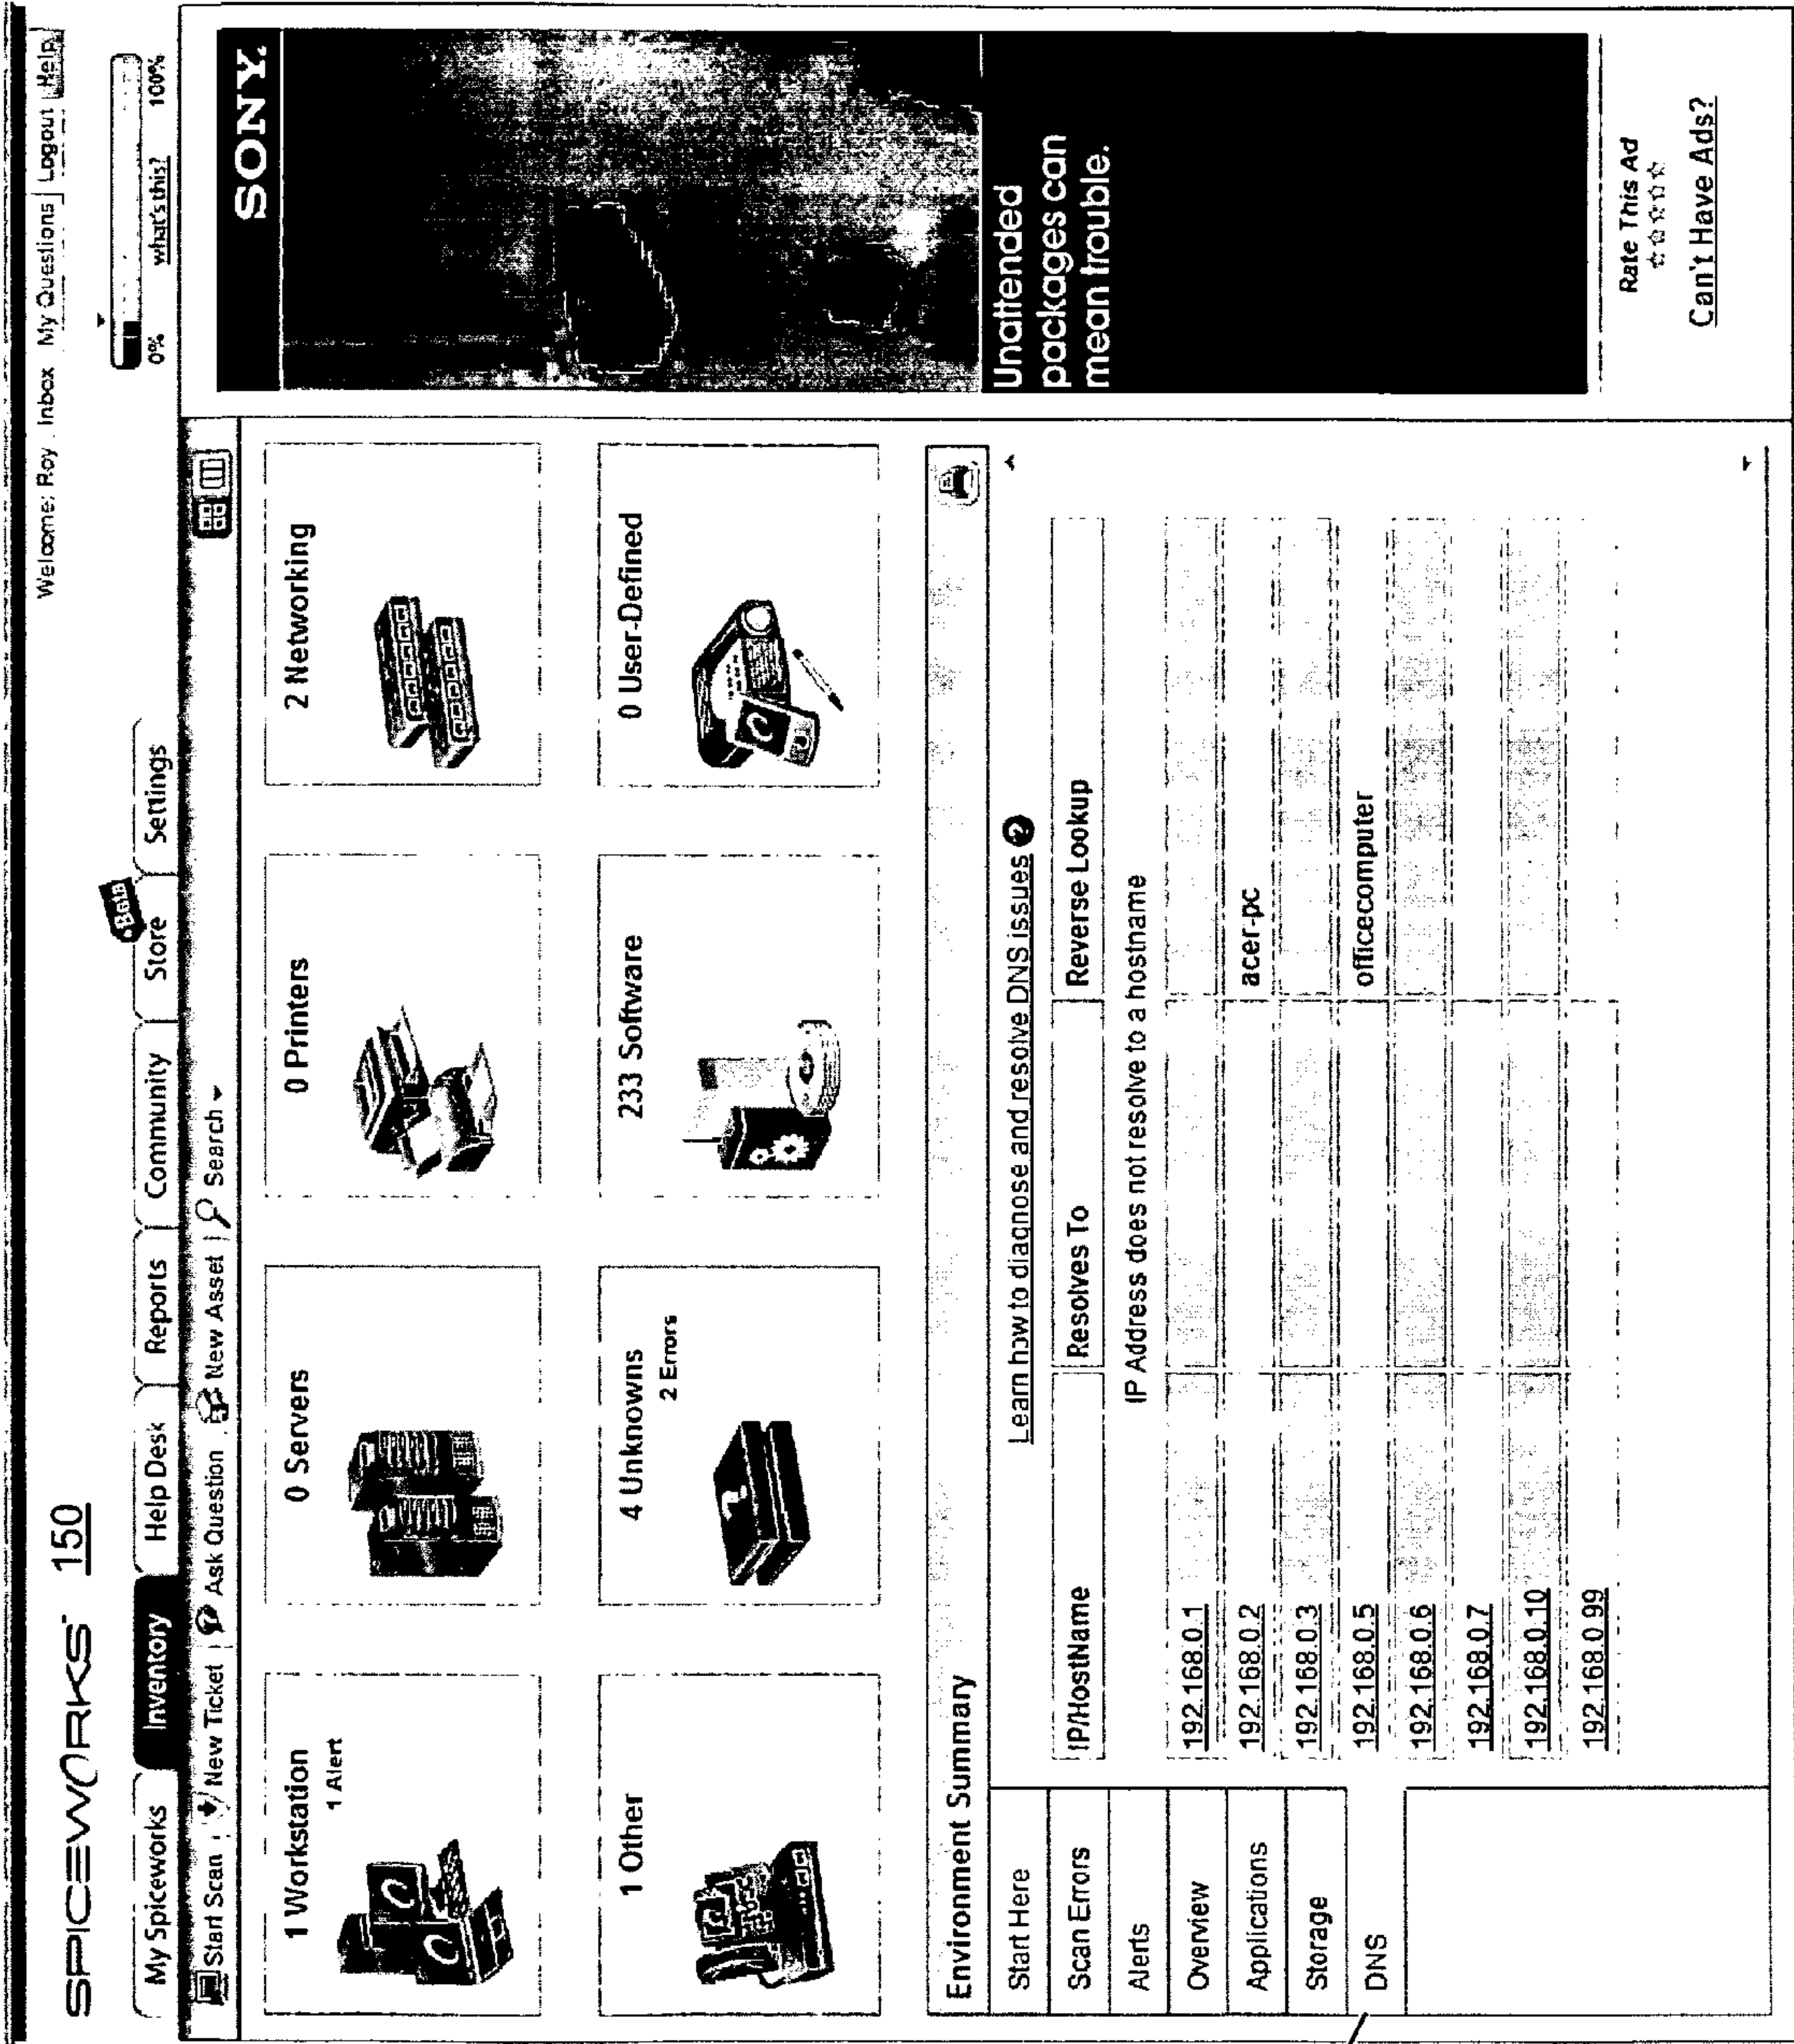 SPICEWORKS 150
Welcome; Roy Inbox My Questions Logout Help
0% what's this? 100%
My Spiceworks Inventory Help Desk Reports Community Store Beta Settings
Start Scan New Ticket Ask Question New Asset Search
1 Workstation
1 Alert
0 Servers
0 Printers
2 Networking
1 Other
4 Unknowns
2 Errors
233 Software
0 User-Defined
Environment Summary
Start Here
Scan Errors
Alerts
Overview
Applications
Storage
DNS
Learn how to diagnose and resolve DNS issues ?
IP/HostName Resolves To Reverse Lookup
IP Address does not resolve to a hostname
192.168.0.1
192.168.0.2 acer-pc
192.168.0.3
192.168.0.5 officecomputer
192.168.0.6
192.168.0.7
192.168.0.10
192.168.0.99
SONY
Unattended
packages can
mean trouble.
Rate This Ad
Can't Have Ads?